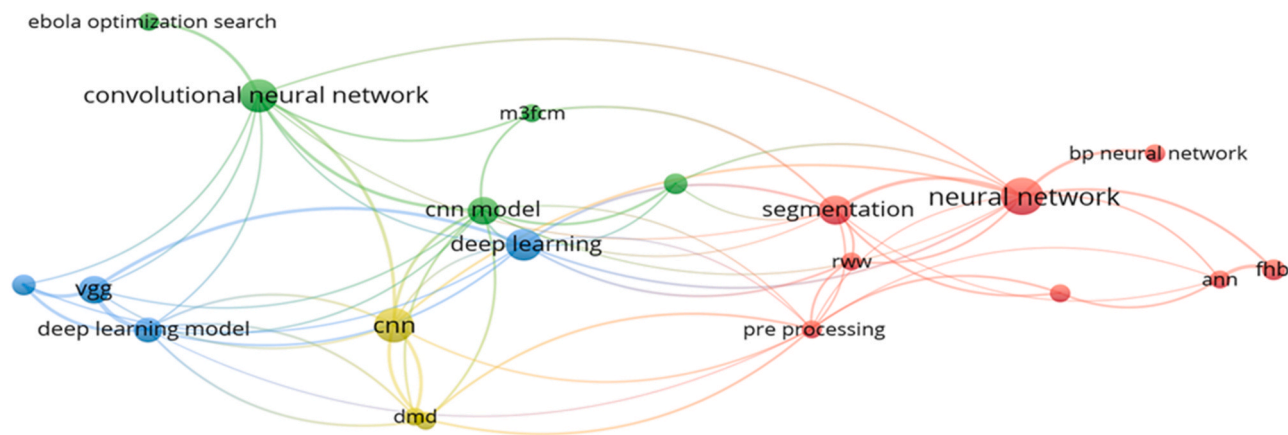 ebola optimization search
convolutional neural network
m3fcm
bp neural network
neural network
cnn model
segmentation
deep learning
rww
fhb
ann
vgg
deep learning model
cnn
pre processing
dmd